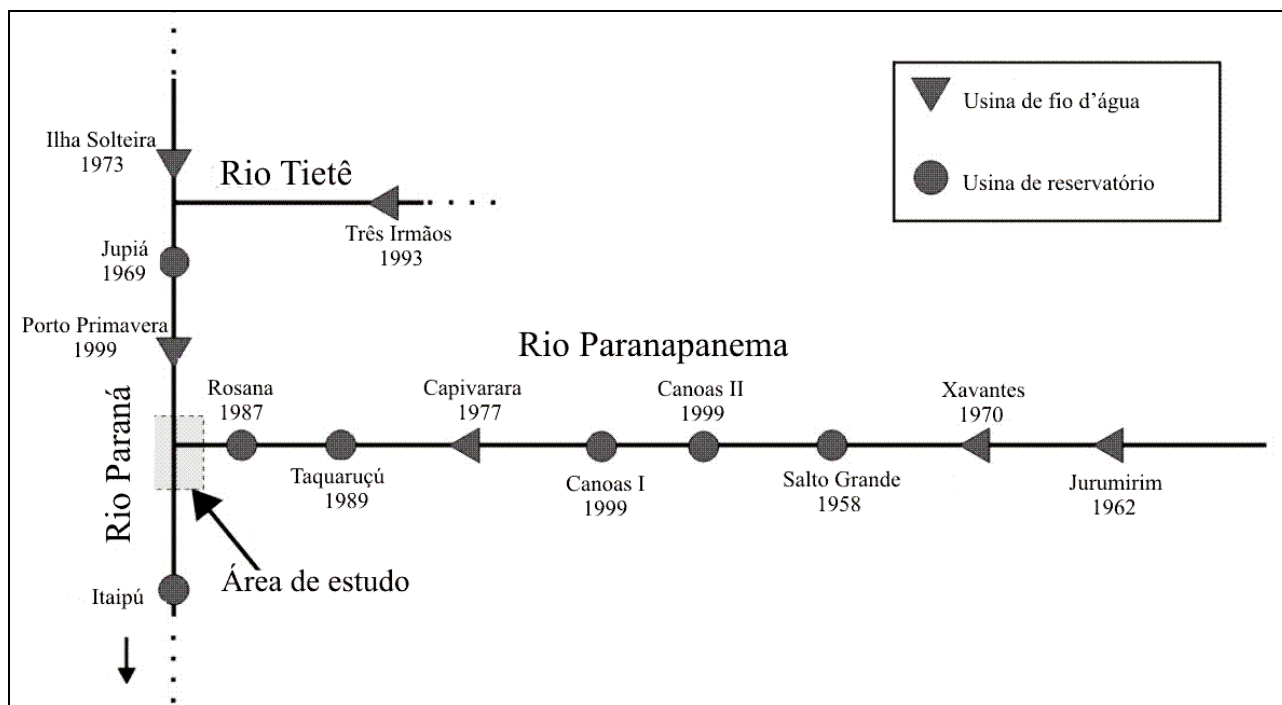 Ilha Solteira
1973
Rio Tietê
Três Irmãos
1993
Jupiá
1969
Porto Primavera
1999
Usina de fio d'água
Usina de reservatório
Rio Paranapanema
Rosana
1987
Taquaruçú
1989
Capivarara
1977
Canoas I
1999
Canoas II
1999
Salto Grande
1958
Xavantes
1970
Jurumirim
1962
Rio Paraná
Área de estudo
Itaipú